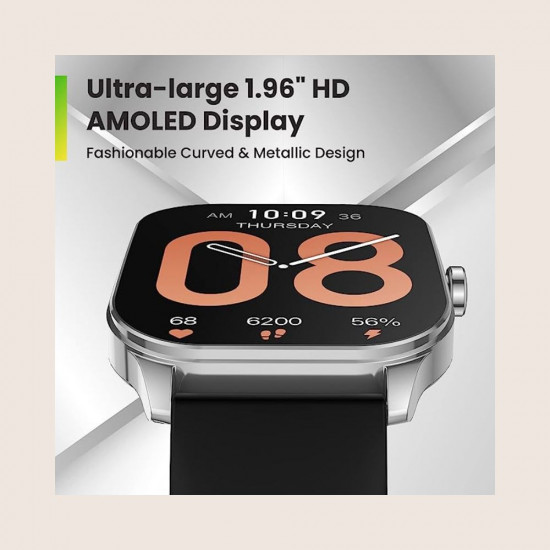 Ultra-large 1.96" HD
AMOLED Display
Fashionable Curved & Metallic Design
AM 10:09 36
THURSDAY
08
68 6200 56%